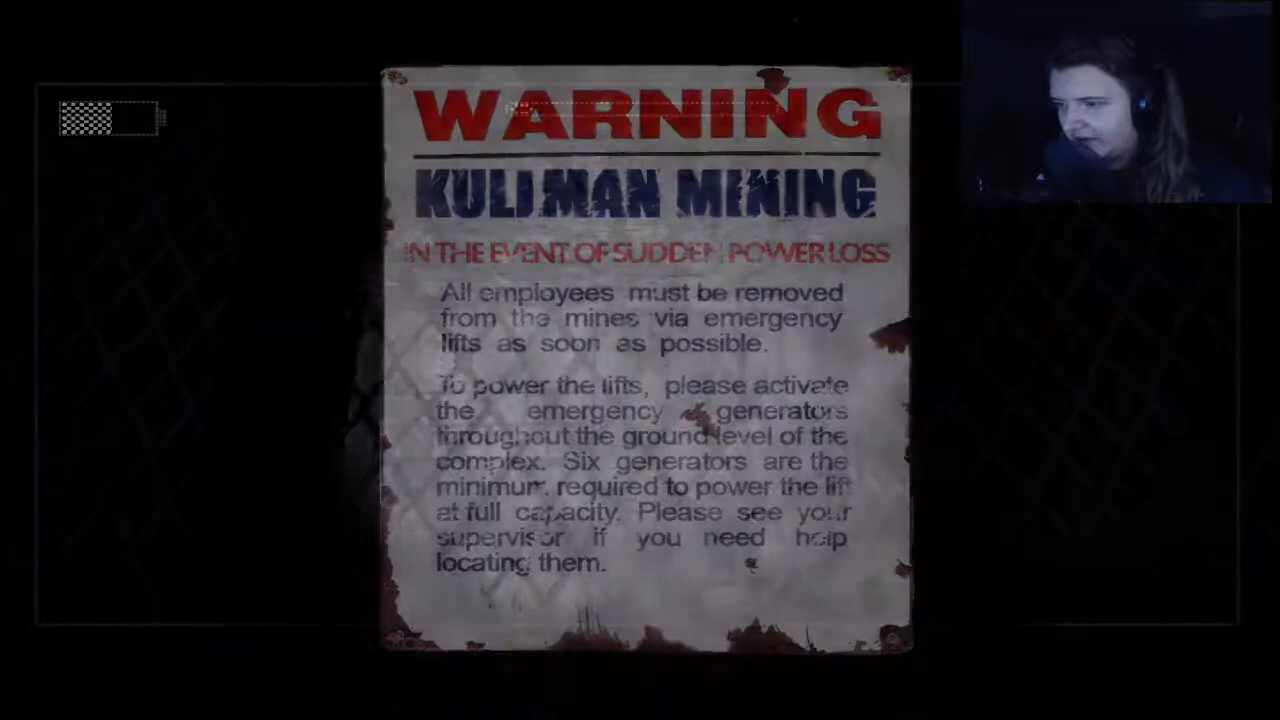 WARNING
KULLMAN MINING
IN THE EVENT OF SUDDEN POWER LOSS
All employees must be removed
from the mines via emergency
lifts as soon as possible.
To power the lifts, please activate
the emergency generators
throughout the ground level of the
complex. Six generators are the
minimum required to power the lift
at full capacity. Please see your
supervisor if you need help
locating them.